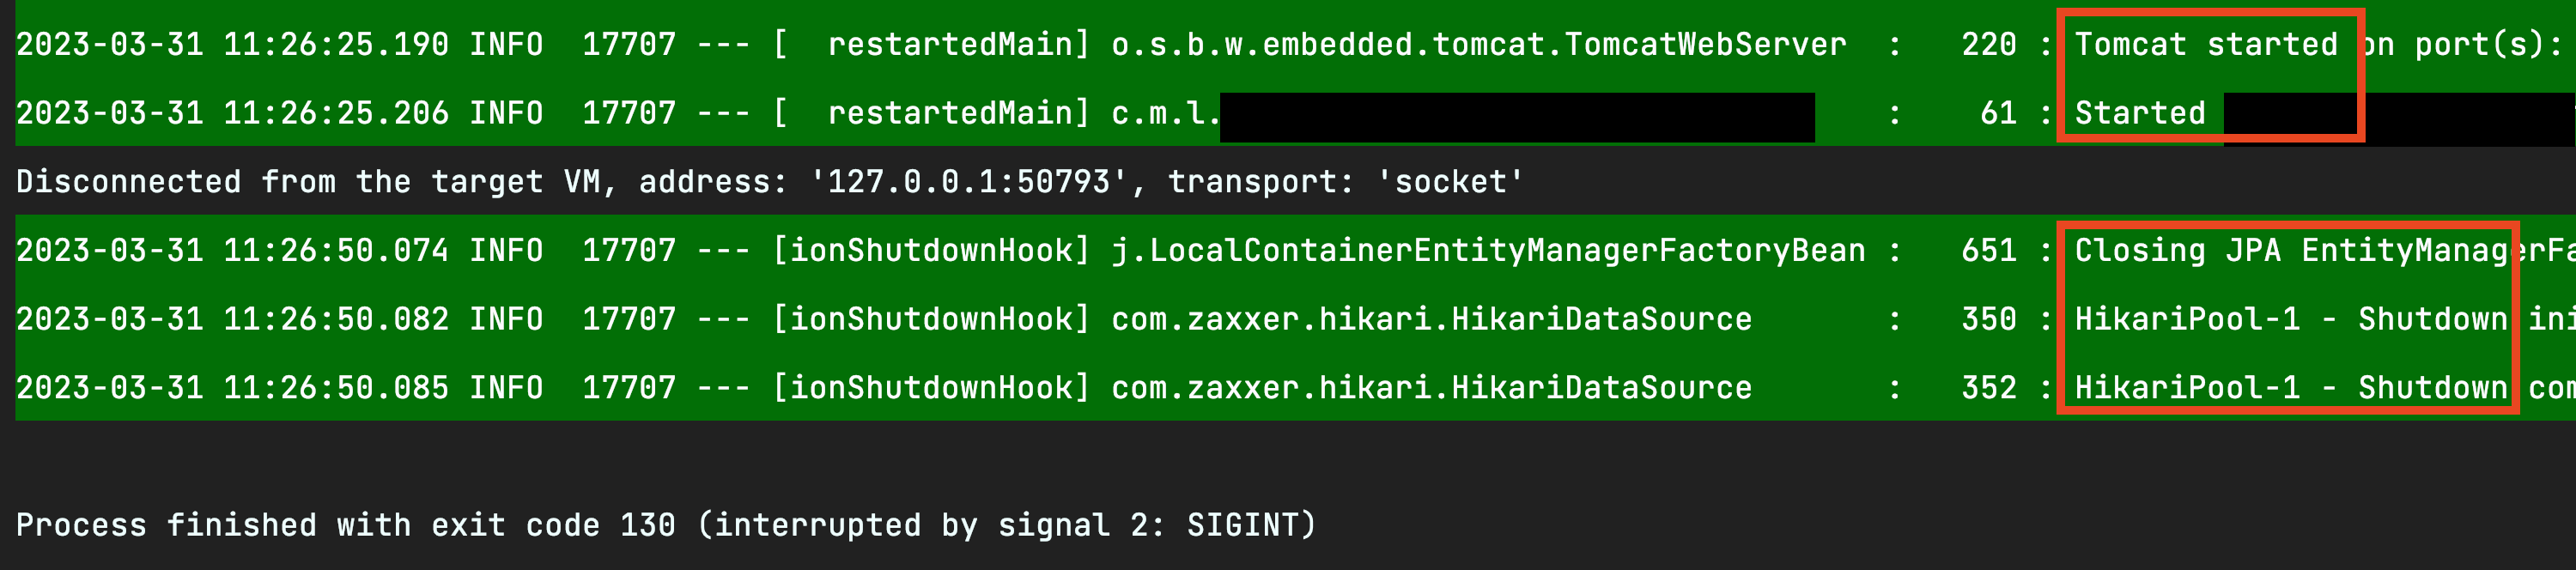 2023-03-31 11:26:25.190 INFO  17707 --- [  restartedMain] o.s.b.w.embedded.tomcat.TomcatWebServer  :   220 : Tomcat started on port(s):
2023-03-31 11:26:25.206 INFO  17707 --- [  restartedMain] c.m.l. :    61 : Started
Disconnected from the target VM, address: '127.0.0.1:50793', transport: 'socket'
2023-03-31 11:26:50.074 INFO  17707 --- [ionShutdownHook] j.LocalContainerEntityManagerFactoryBean :   651 : Closing JPA EntityManagerFa
2023-03-31 11:26:50.082 INFO  17707 --- [ionShutdownHook] com.zaxxer.hikari.HikariDataSource       :   350 : HikariPool-1 - Shutdown ini
2023-03-31 11:26:50.085 INFO  17707 --- [ionShutdownHook] com.zaxxer.hikari.HikariDataSource       :   352 : HikariPool-1 - Shutdown com
Process finished with exit code 130 (interrupted by signal 2: SIGINT)